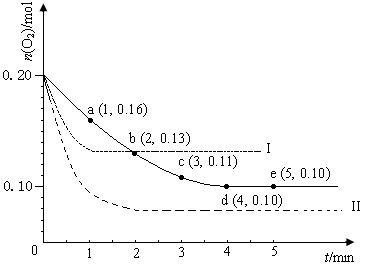 n(O₂)/mol
0.20
a (1, 0.16)
b (2, 0.13)
I
c (3, 0.11)
e (5, 0.10)
0.10
d (4, 0.10)
II
0 1 2 3 4 5 t/min